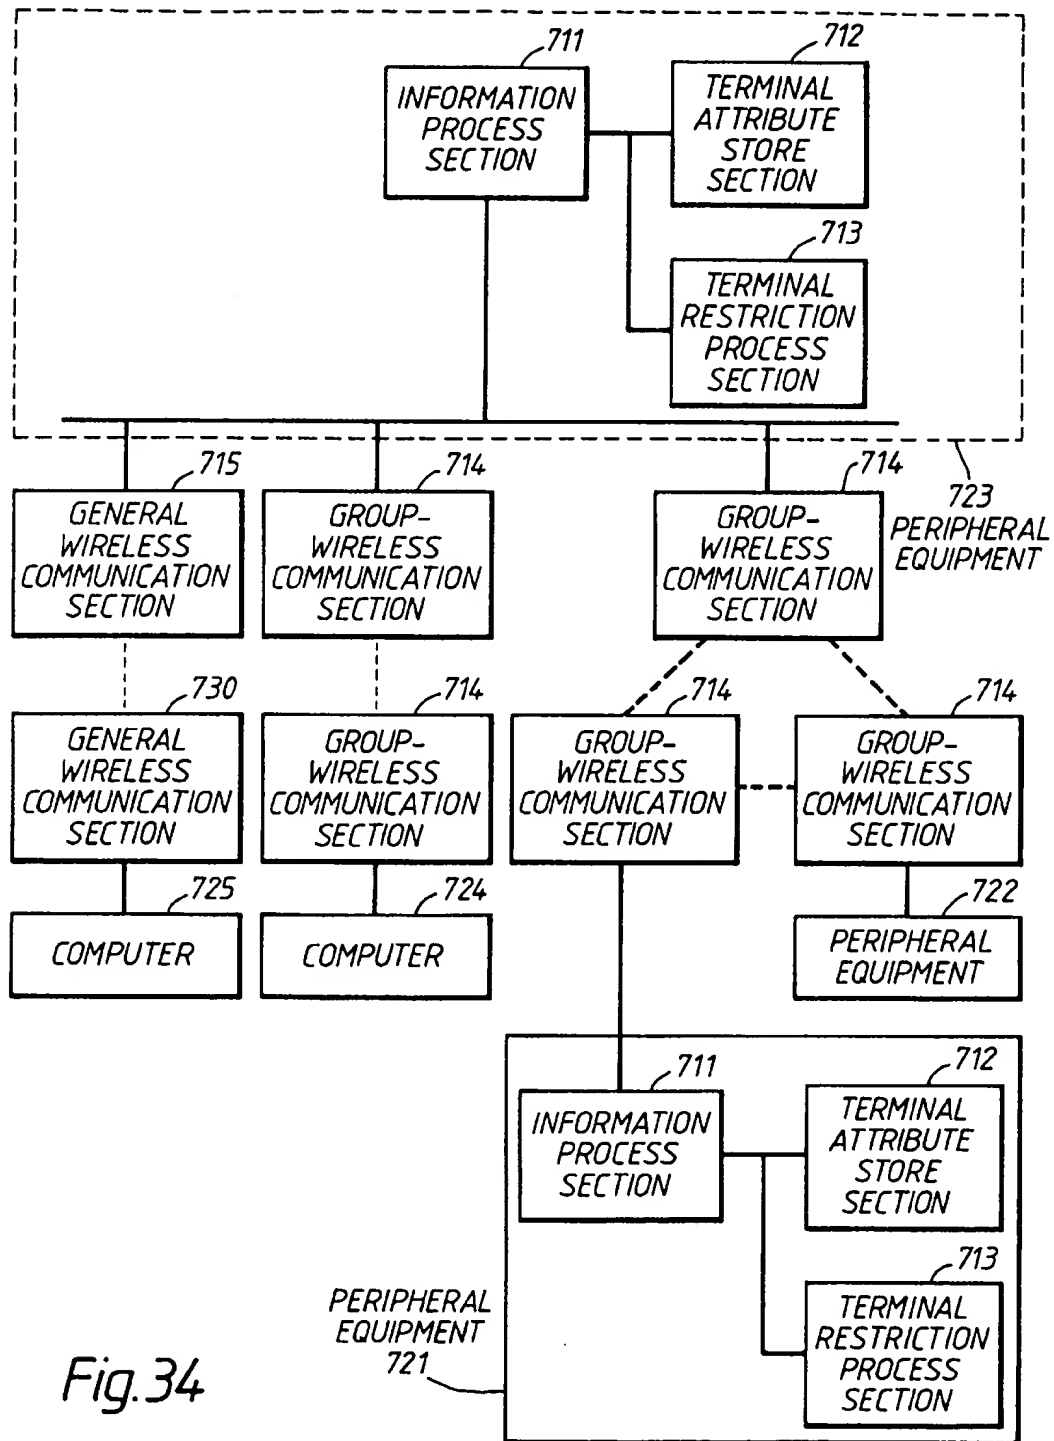 711
INFORMATION
PROCESS
SECTION
712
TERMINAL
ATTRIBUTE
STORE
SECTION
713
TERMINAL
RESTRICTION
PROCESS
SECTION
723
PERIPHERAL
EQUIPMENT
715
GENERAL
WIRELESS
COMMUNICATION
SECTION
714
GROUP-
WIRELESS
COMMUNICATION
SECTION
714
GROUP-
WIRELESS
COMMUNICATION
SECTION
730
GENERAL
WIRELESS
COMMUNICATION
SECTION
714
GROUP-
WIRELESS
COMMUNICATION
SECTION
714
GROUP-
WIRELESS
COMMUNICATION
SECTION
714
GROUP-
WIRELESS
COMMUNICATION
SECTION
725
COMPUTER
724
COMPUTER
722
PERIPHERAL
EQUIPMENT
711
INFORMATION
PROCESS
SECTION
712
TERMINAL
ATTRIBUTE
STORE
SECTION
713
TERMINAL
RESTRICTION
PROCESS
SECTION
PERIPHERAL
EQUIPMENT
721
Fig.34